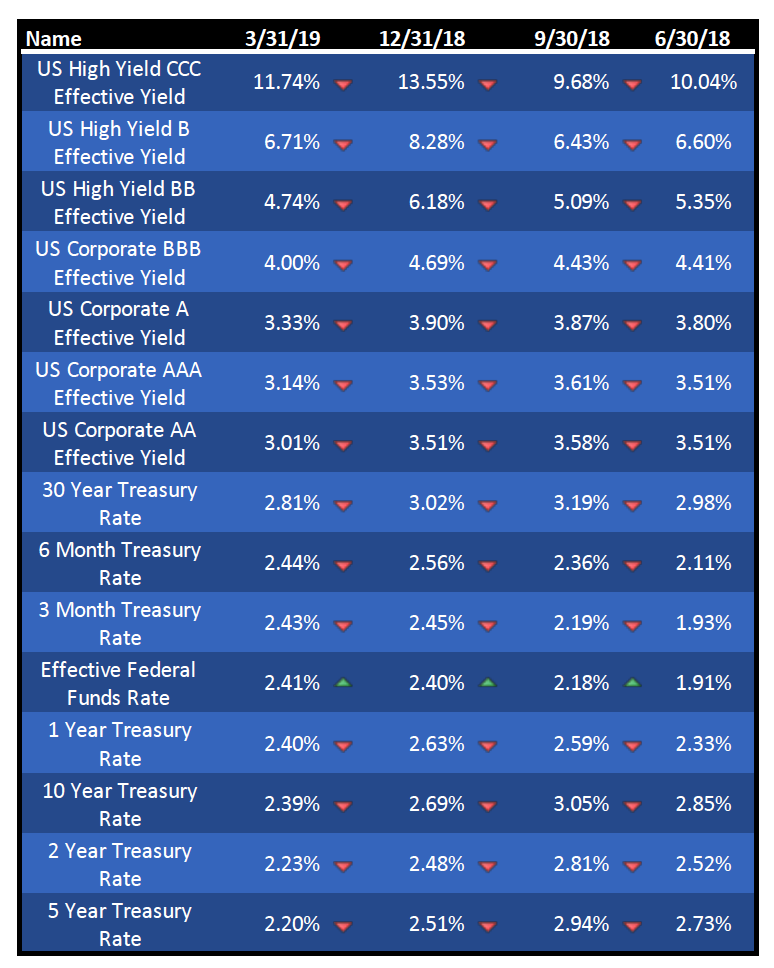 Name 3/31/19 12/31/18 9/30/18 6/30/18
US High Yield CCC
Effective Yield 11.74% 13.55% 9.68% 10.04%
US High Yield B
Effective Yield 6.71% 8.28% 6.43% 6.60%
US High Yield BB
Effective Yield 4.74% 6.18% 5.09% 5.35%
US Corporate BBB
Effective Yield 4.00% 4.69% 4.43% 4.41%
US Corporate A
Effective Yield 3.33% 3.90% 3.87% 3.80%
US Corporate AAA
Effective Yield 3.14% 3.53% 3.61% 3.51%
US Corporate AA
Effective Yield 3.01% 3.51% 3.58% 3.51%
30 Year Treasury
Rate 2.81% 3.02% 3.19% 2.98%
6 Month Treasury
Rate 2.44% 2.56% 2.36% 2.11%
3 Month Treasury
Rate 2.43% 2.45% 2.19% 1.93%
Effective Federal
Funds Rate 2.41% 2.40% 2.18% 1.91%
1 Year Treasury
Rate 2.40% 2.63% 2.59% 2.33%
10 Year Treasury
Rate 2.39% 2.69% 3.05% 2.85%
2 Year Treasury
Rate 2.23% 2.48% 2.81% 2.52%
5 Year Treasury
Rate 2.20% 2.51% 2.94% 2.73%